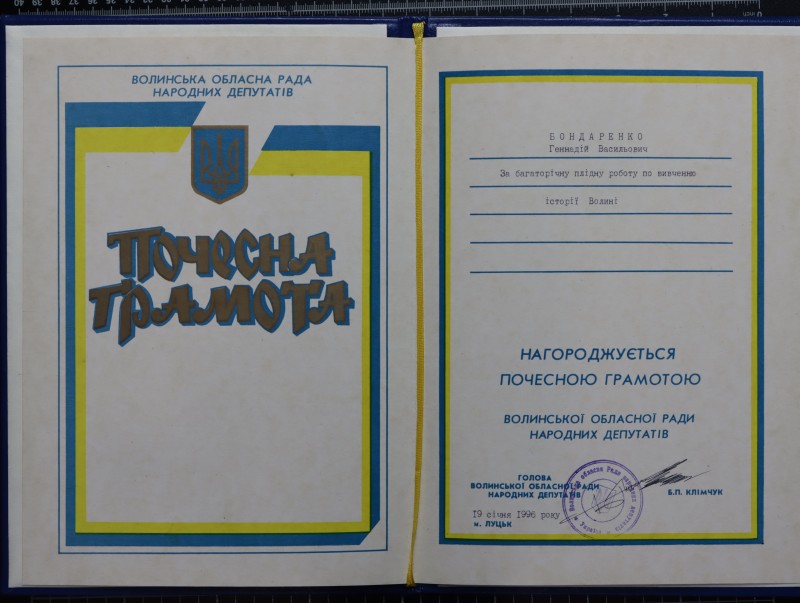 ВОЛИНСЬКА ОБЛАСНА РАДА
НАРОДНИХ ДЕПУТАТІВ
ПОЧЕСНА
ГРАМОТА
БОНДАРЕНКО
Геннадій Васильович
За багаторічну плідну роботу по вивченню
історії Волині
НАГОРОДЖУЄТЬСЯ
ПОЧЕСНОЮ ГРАМОТОЮ
ВОЛИНСЬКОЇ ОБЛАСНОЇ РАДИ
НАРОДНИХ ДЕПУТАТІВ
ГОЛОВА
ВОЛИНСЬКОЇ ОБЛАСНОЇ РАДИ
НАРОДНИХ ДЕПУТАТІВ
Б.П. КЛІМЧУК
19 січня 1996 року
м. ЛУЦЬК